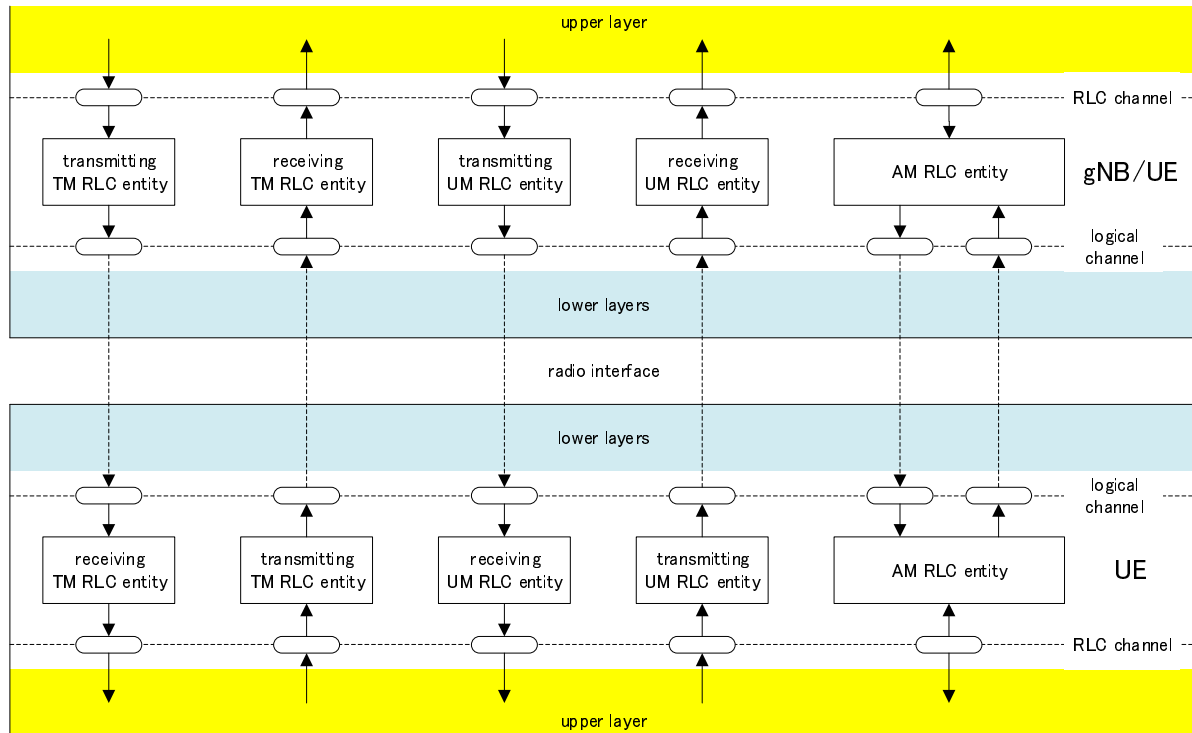 upper layer
RLC channel
transmitting
TM RLC entity
receiving
TM RLC entity
transmitting
UM RLC entity
receiving
UM RLC entity
AM RLC entity
gNB/UE
logical
channel
lower layers
radio interface
lower layers
logical
channel
receiving
TM RLC entity
transmitting
TM RLC entity
receiving
UM RLC entity
transmitting
UM RLC entity
AM RLC entity
UE
RLC channel
upper layer